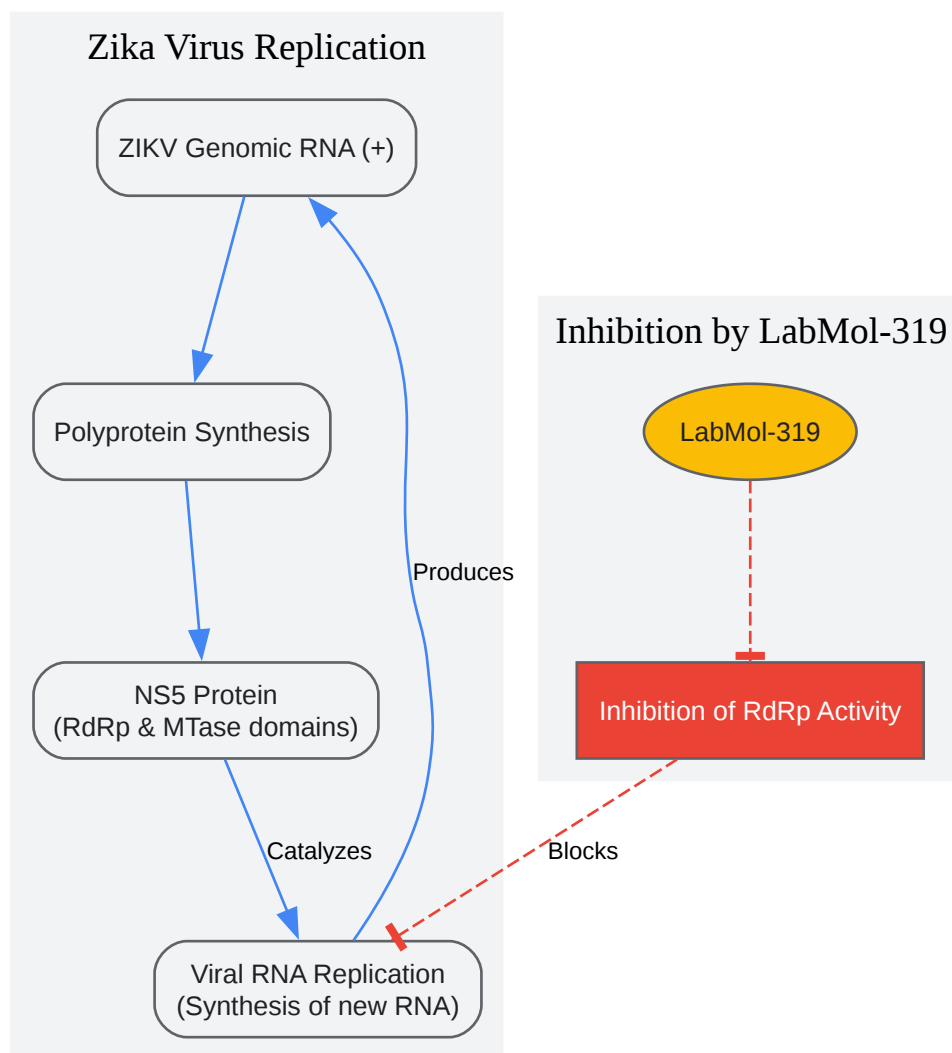 Zika Virus Replication
ZIKV Genomic RNA (+)
Inhibition by LabMol-319
Polyprotein Synthesis
LabMol-319
Produces
NS5 Protein
(RdRp & MTase domains)
Inhibition of RdRp Activity
Catalyzes
Blocks
Viral RNA Replication
(Synthesis of new RNA)